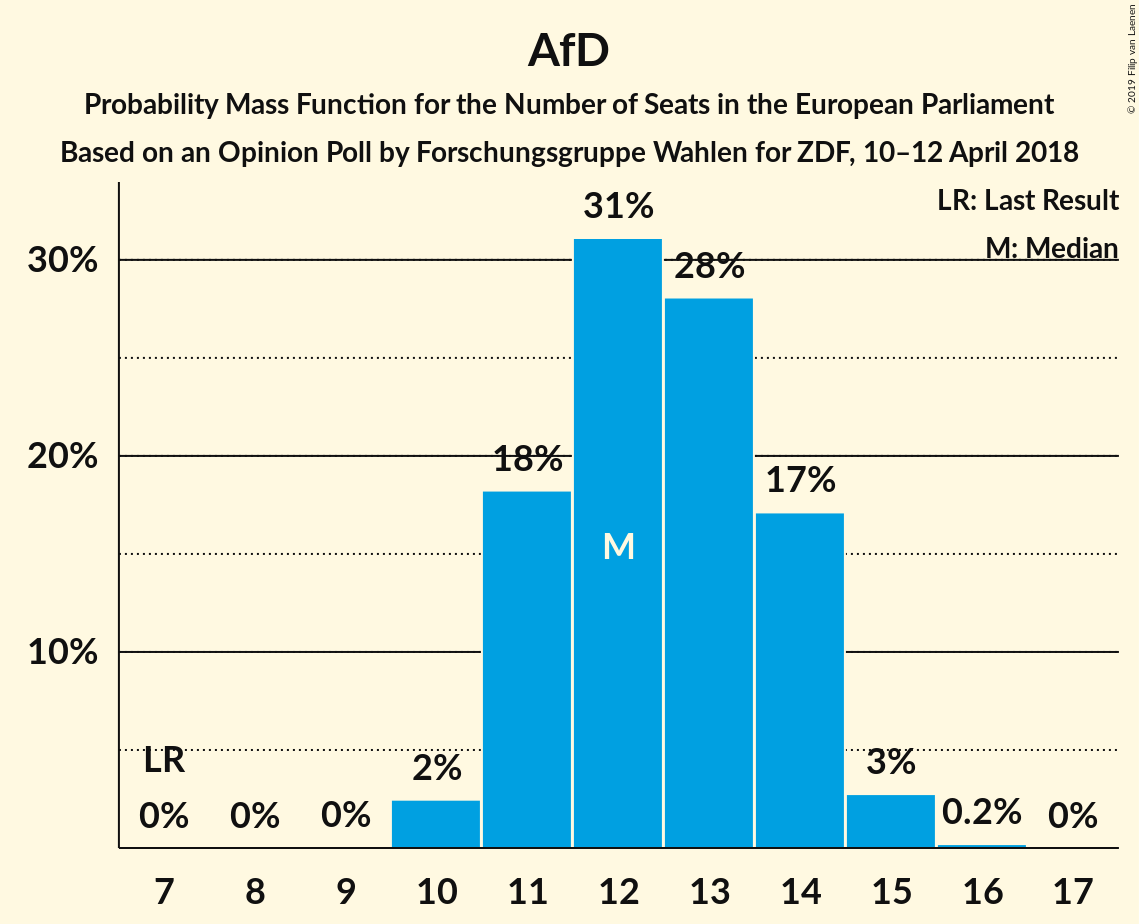 AfD
Probability Mass Function for the Number of Seats in the European Parliament
Based on an Opinion Poll by Forschungsgruppe Wahlen for ZDF, 10–12 April 2018
© 2019 Filip van Laenen
LR: Last Result
M: Median
30%
20%
10%
LR
0%
0%
0%
2%
18%
31%
M
28%
17%
3%
0.2%
0%
7 8 9 10 11 12 13 14 15 16 17